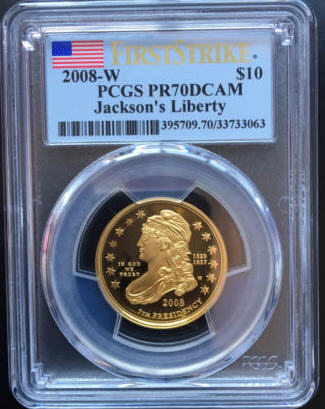 FIRSTSTRIKE®
2008-W $10
PCGS PR70DCAM
Jackson's Liberty
395709.70/33733063
IN GOD
WE
TRUST
1829
1837
W
2008
7TH PRESIDENCY
PCGS